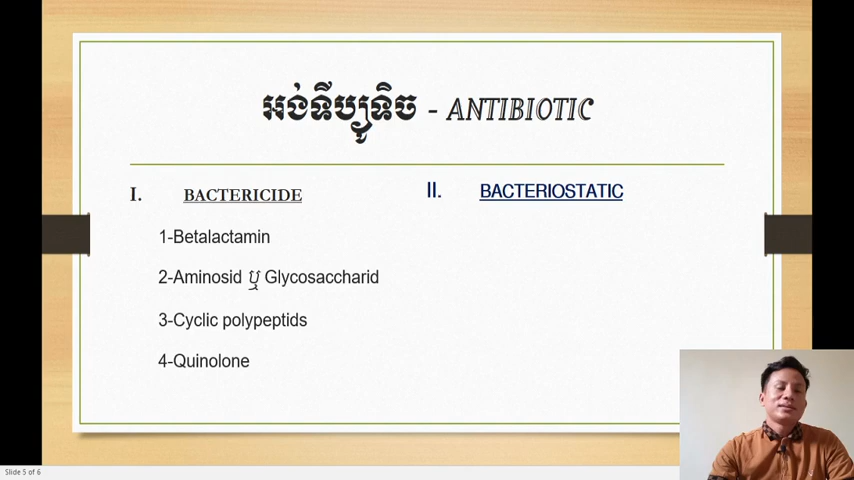 អង់ទីប្យូទិច - ANTIBIOTIC
I. BACTERICIDE
1-Betalactamin
2-Aminosid ឬ Glycosaccharid
3-Cyclic polypeptids
4-Quinolone
II. BACTERIOSTATIC
Slide 5 of 6